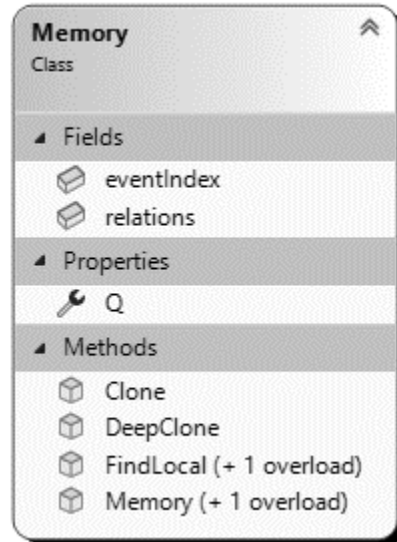 Memory
Class
Fields
eventIndex
relations
Properties
Q
Methods
Clone
DeepClone
FindLocal (+ 1 overload)
Memory (+ 1 overload)